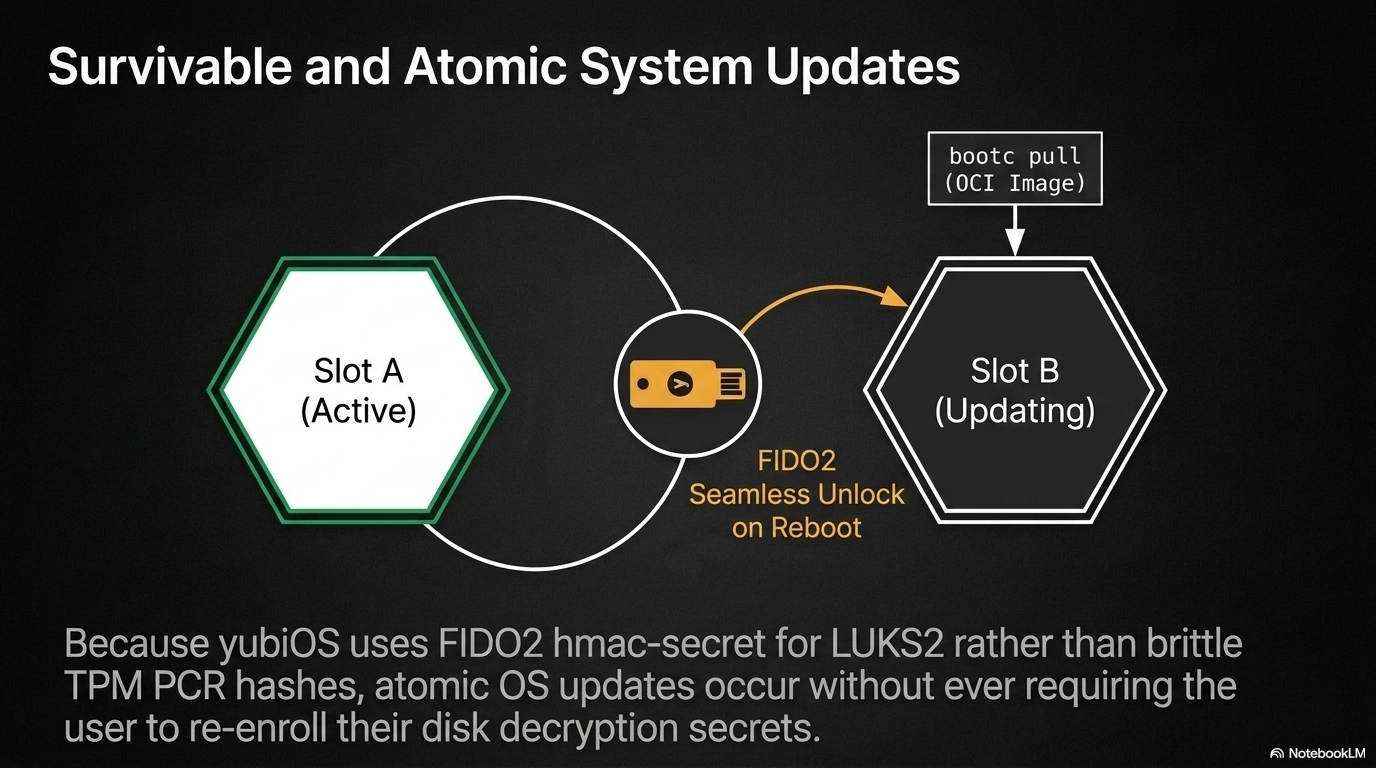 Survivable and Atomic System Updates
bootc pull
(OCI Image)
Slot A
(Active)
Slot B
(Updating)
FIDO2
Seamless Unlock
on Reboot
Because yubiOS uses FIDO2 hmac-secret for LUKS2 rather than brittle
TPM PCR hashes, atomic OS updates occur without ever requiring the
user to re-enroll their disk decryption secrets.
NotebookLM